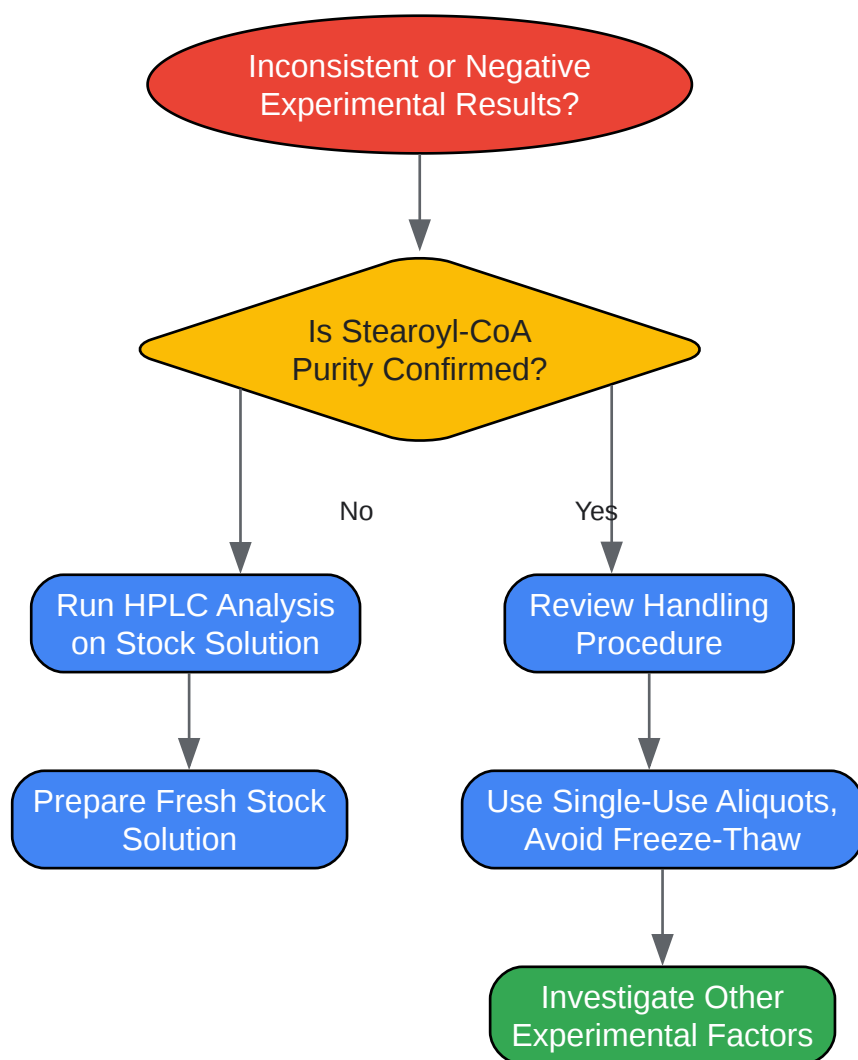 Inconsistent or Negative
Experimental Results?
Is Stearoyl-CoA
Purity Confirmed?
No
Yes
Run HPLC Analysis
on Stock Solution
Review Handling
Procedure
Prepare Fresh Stock
Solution
Use Single-Use Aliquots,
Avoid Freeze-Thaw
Investigate Other
Experimental Factors